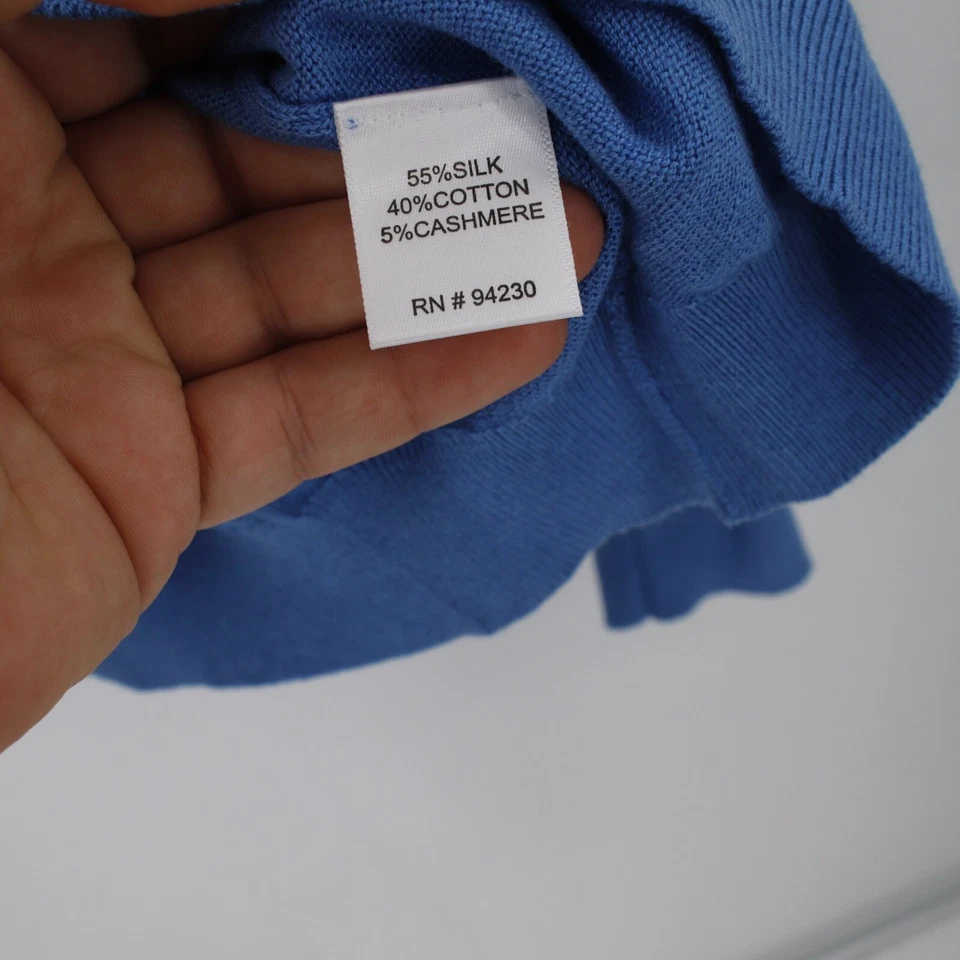 55%SILK
40%COTTON
5%CASHMERE
RN # 94230